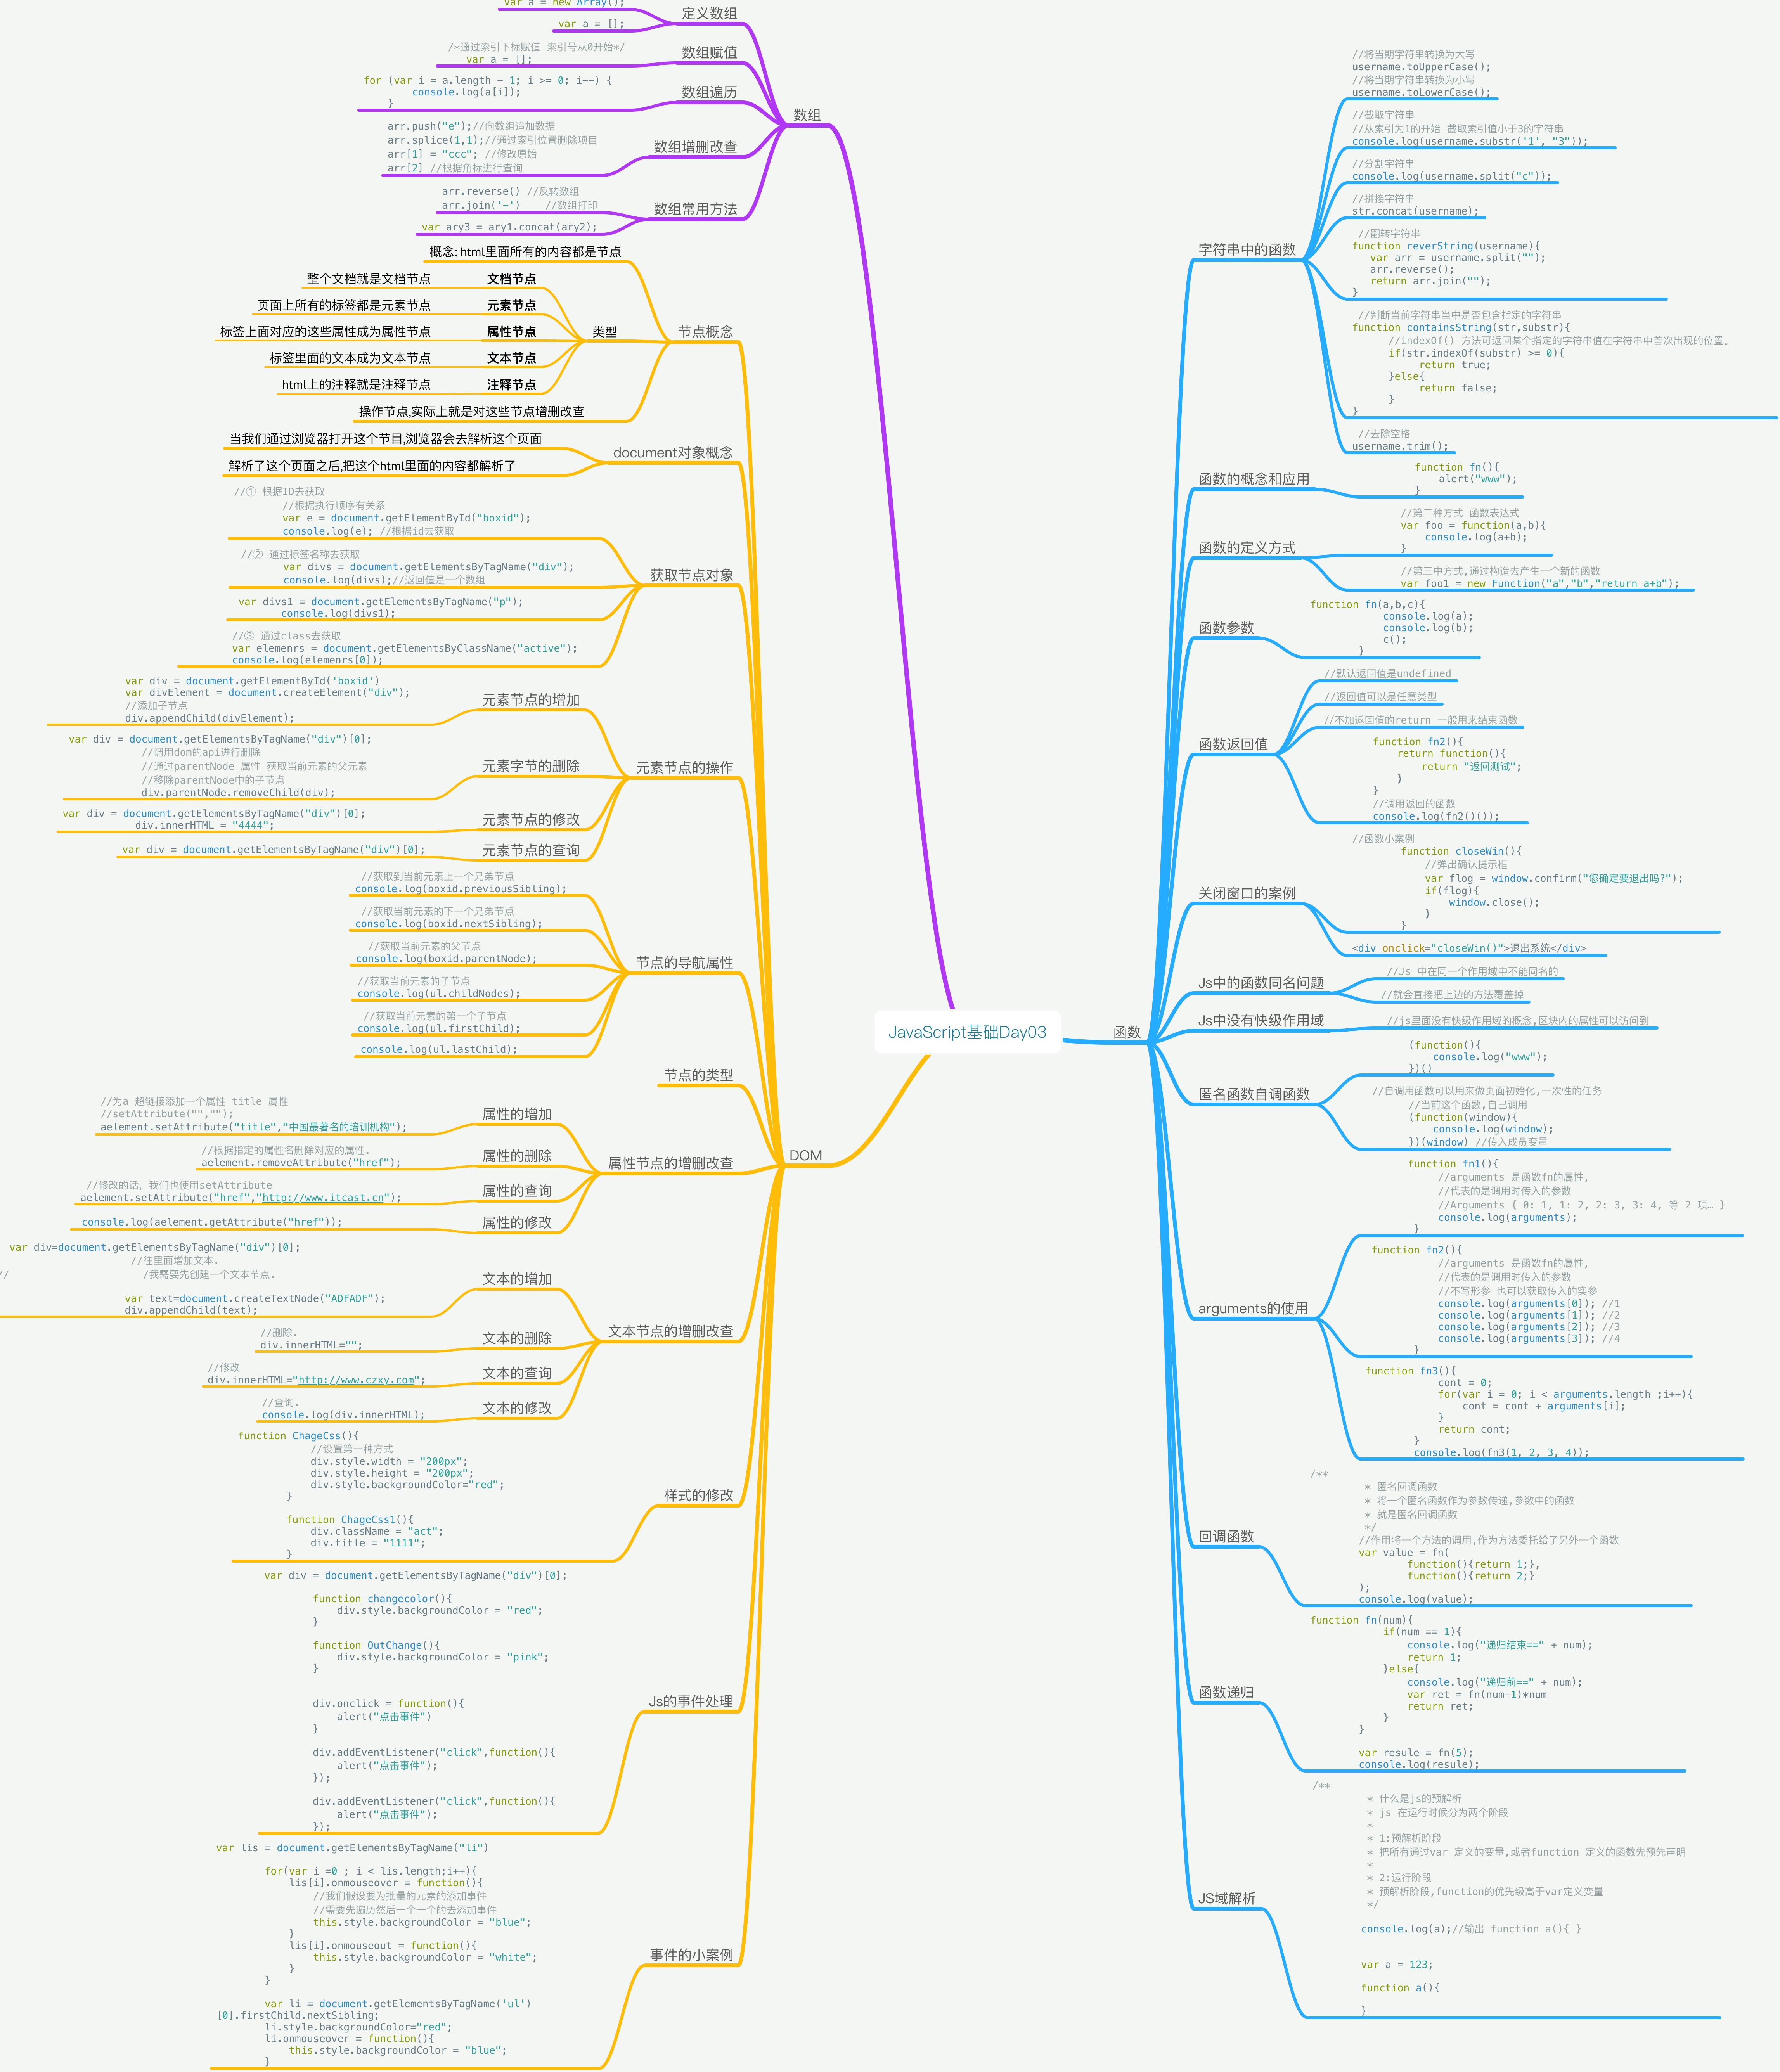 JavaScript基础Day03
数组
定义数组
var a = new Array();
var a = [];
数组赋值
/*通过索引下标赋值 索引号从0开始*/
var a = [];
数组遍历
for (var i = a.length - 1; i >= 0; i--) {
console.log(a[i]);
}
数组增删改查
arr.push("e");//向数组追加数据
arr.splice(1,1);//通过索引位置删除项目
arr[1] = "ccc"; //修改原始
arr[2] //根据角标进行查询
数组常用方法
arr.reverse() //反转数组
arr.join('-') //数组打印
var ary3 = ary1.concat(ary2);
DOM
节点概念
概念: html里面所有的内容都是节点
类型
文档节点
整个文档就是文档节点
元素节点
页面上所有的标签都是元素节点
属性节点
标签上面对应的这些属性成为属性节点
文本节点
标签里面的文本成为文本节点
注释节点
html上的注释就是注释节点
操作节点,实际上就是对这些节点增删改查
document对象概念
当我们通过浏览器打开这个节目,浏览器会去解析这个页面
解析了这个页面之后,把这个html里面的内容都解析了
获取节点对象
//① 根据ID去获取
//根据执行顺序有关系
var e = document.getElementById("boxid");
console.log(e); //根据id去获取
//② 通过标签名称去获取
var divs = document.getElementsByTagName("div");
console.log(divs);//返回值是一个数组
var divs1 = document.getElementsByTagName("p");
console.log(divs1);
//③ 通过class去获取
var elemenrs = document.getElementsByClassName("active");
console.log(elemenrs[0]);
元素节点的操作
元素节点的增加
var div = document.getElementById('boxid')
var divElement = document.createElement("div");
//添加子节点
div.appendChild(divElement);
元素字节的删除
var div = document.getElementsByTagName("div")[0];
//调用dom的api进行删除
//通过parentNode 属性 获取当前元素的父元素
//移除parentNode中的子节点
div.parentNode.removeChild(div);
元素节点的修改
var div = document.getElementsByTagName("div")[0];
div.innerHTML = "4444";
元素节点的查询
var div = document.getElementsByTagName("div")[0];
节点的导航属性
//获取到当前元素上一个兄弟节点
console.log(boxid.previousSibling);
//获取当前元素的下一个兄弟节点
console.log(boxid.nextSibling);
//获取当前元素的父节点
console.log(boxid.parentNode);
//获取当前元素的子节点
console.log(ul.childNodes);
//获取当前元素的第一个子节点
console.log(ul.firstChild);
console.log(ul.lastChild);
节点的类型
属性节点的增删改查
属性的增加
//为a 超链接添加一个属性 title 属性
//setAttribute("","");
aelement.setAttribute("title","中国最著名的培训机构");
属性的删除
//根据指定的属性名删除对应的属性.
aelement.removeAttribute("href");
属性的查询
//修改的话, 我们也使用setAttribute
aelement.setAttribute("href","http://www.itcast.cn");
属性的修改
console.log(aelement.getAttribute("href"));
文本节点的增删改查
文本的增加
var div=document.getElementsByTagName("div")[0];
//往里面增加文本.
// /我需要先创建一个文本节点.
var text=document.createTextNode("ADFADF");
div.appendChild(text);
文本的删除
//删除.
div.innerHTML="";
文本的查询
//修改
div.innerHTML="http://www.czxy.com";
文本的修改
//查询.
console.log(div.innerHTML);
样式的修改
function ChageCss(){
//设置第一种方式
div.style.width = "200px";
div.style.height = "200px";
div.style.backgroundColor="red";
}
function ChageCss1(){
div.className = "act";
div.title = "1111";
}
Js的事件处理
var div = document.getElementsByTagName("div")[0];
function changecolor(){
div.style.backgroundColor = "red";
}
function OutChange(){
div.style.backgroundColor = "pink";
}
div.onclick = function(){
alert("点击事件")
}
div.addEventListener("click",function(){
alert("点击事件");
});
div.addEventListener("click",function(){
alert("点击事件");
});
事件的小案例
var lis = document.getElementsByTagName("li")
for(var i =0 ; i < lis.length;i++){
lis[i].onmouseover = function(){
//我们假设要为批量的元素的添加事件
//需要先遍历然后一个一个的去添加事件
this.style.backgroundColor = "blue";
}
lis[i].onmouseout = function(){
this.style.backgroundColor = "white";
}
}
var li = document.getElementsByTagName('ul')
[0].firstChild.nextSibling;
li.style.backgroundColor="red";
li.onmouseover = function(){
this.style.backgroundColor = "blue";
}
函数
字符串中的函数
//将当期字符串转换为大写
username.toUpperCase();
//将当期字符串转换为小写
username.toLowerCase();
//截取字符串
//从索引为1的开始 截取索引值小于3的字符串
console.log(username.substr('1', "3"));
//分割字符串
console.log(username.split("c"));
//拼接字符串
str.concat(username);
//翻转字符串
function reverString(username){
var arr = username.split("");
arr.reverse();
return arr.join("");
}
//判断当前字符串当中是否包含指定的字符串
function containsString(str,substr){
//indexOf() 方法可返回某个指定的字符串值在字符串中首次出现的位置。
if(str.indexOf(substr) >= 0){
return true;
}else{
return false;
}
}
//去除空格
username.trim();
函数的概念和应用
function fn(){
alert("www");
}
函数的定义方式
//第二种方式 函数表达式
var foo = function(a,b){
console.log(a+b);
}
//第三中方式,通过构造去产生一个新的函数
var foo1 = new Function("a","b","return a+b");
函数参数
function fn(a,b,c){
console.log(a);
console.log(b);
c();
}
函数返回值
//默认返回值是undefined
//返回值可以是任意类型
//不加返回值的return 一般用来结束函数
function fn2(){
return function(){
return "返回测试";
}
}
//调用返回的函数
console.log(fn2()());
关闭窗口的案例
//函数小案例
function closeWin(){
//弹出确认提示框
var flog = window.confirm("您确定要退出吗?");
if(flog){
window.close();
}
}
<div onclick="closeWin()">退出系统</div>
Js中的函数同名问题
//Js 中在同一个作用域中不能同名的
//就会直接把上边的方法覆盖掉
Js中没有快级作用域
//js里面没有快级作用域的概念,区块内的属性可以访问到
匿名函数自调函数
(function(){
console.log("www");
})()
//自调用函数可以用来做页面初始化,一次性的任务
//当前这个函数,自己调用
(function(window){
console.log(window);
})(window) //传入成员变量
arguments的使用
function fn1(){
//arguments 是函数fn的属性,
//代表的是调用时传入的参数
//Arguments { 0: 1, 1: 2, 2: 3, 3: 4, 等 2 项… }
console.log(arguments);
}
function fn2(){
//arguments 是函数fn的属性,
//代表的是调用时传入的参数
//不写形参 也可以获取传入的实参
console.log(arguments[0]); //1
console.log(arguments[1]); //2
console.log(arguments[2]); //3
console.log(arguments[3]); //4
}
function fn3(){
cont = 0;
for(var i = 0; i < arguments.length ;i++){
cont = cont + arguments[i];
}
return cont;
}
console.log(fn3(1, 2, 3, 4));
回调函数
/**
* 匿名回调函数
* 将一个匿名函数作为参数传递,参数中的函数
* 就是匿名回调函数
*/
//作用将一个方法的调用,作为方法委托给了另外一个函数
var value = fn(
function(){return 1;},
function(){return 2;}
);
console.log(value);
函数递归
function fn(num){
if(num == 1){
console.log("递归结束==" + num);
return 1;
}else{
console.log("递归前==" + num);
var ret = fn(num-1)*num
return ret;
}
}
var resule = fn(5);
console.log(resule);
JS域解析
/**
* 什么是js的预解析
* js 在运行时候分为两个阶段
*
* 1:预解析阶段
* 把所有通过var 定义的变量,或者function 定义的函数先预先声明
*
* 2:运行阶段
* 预解析阶段,function的优先级高于var定义变量
*/
console.log(a);//输出 function a(){ }
var a = 123;
function a(){
}